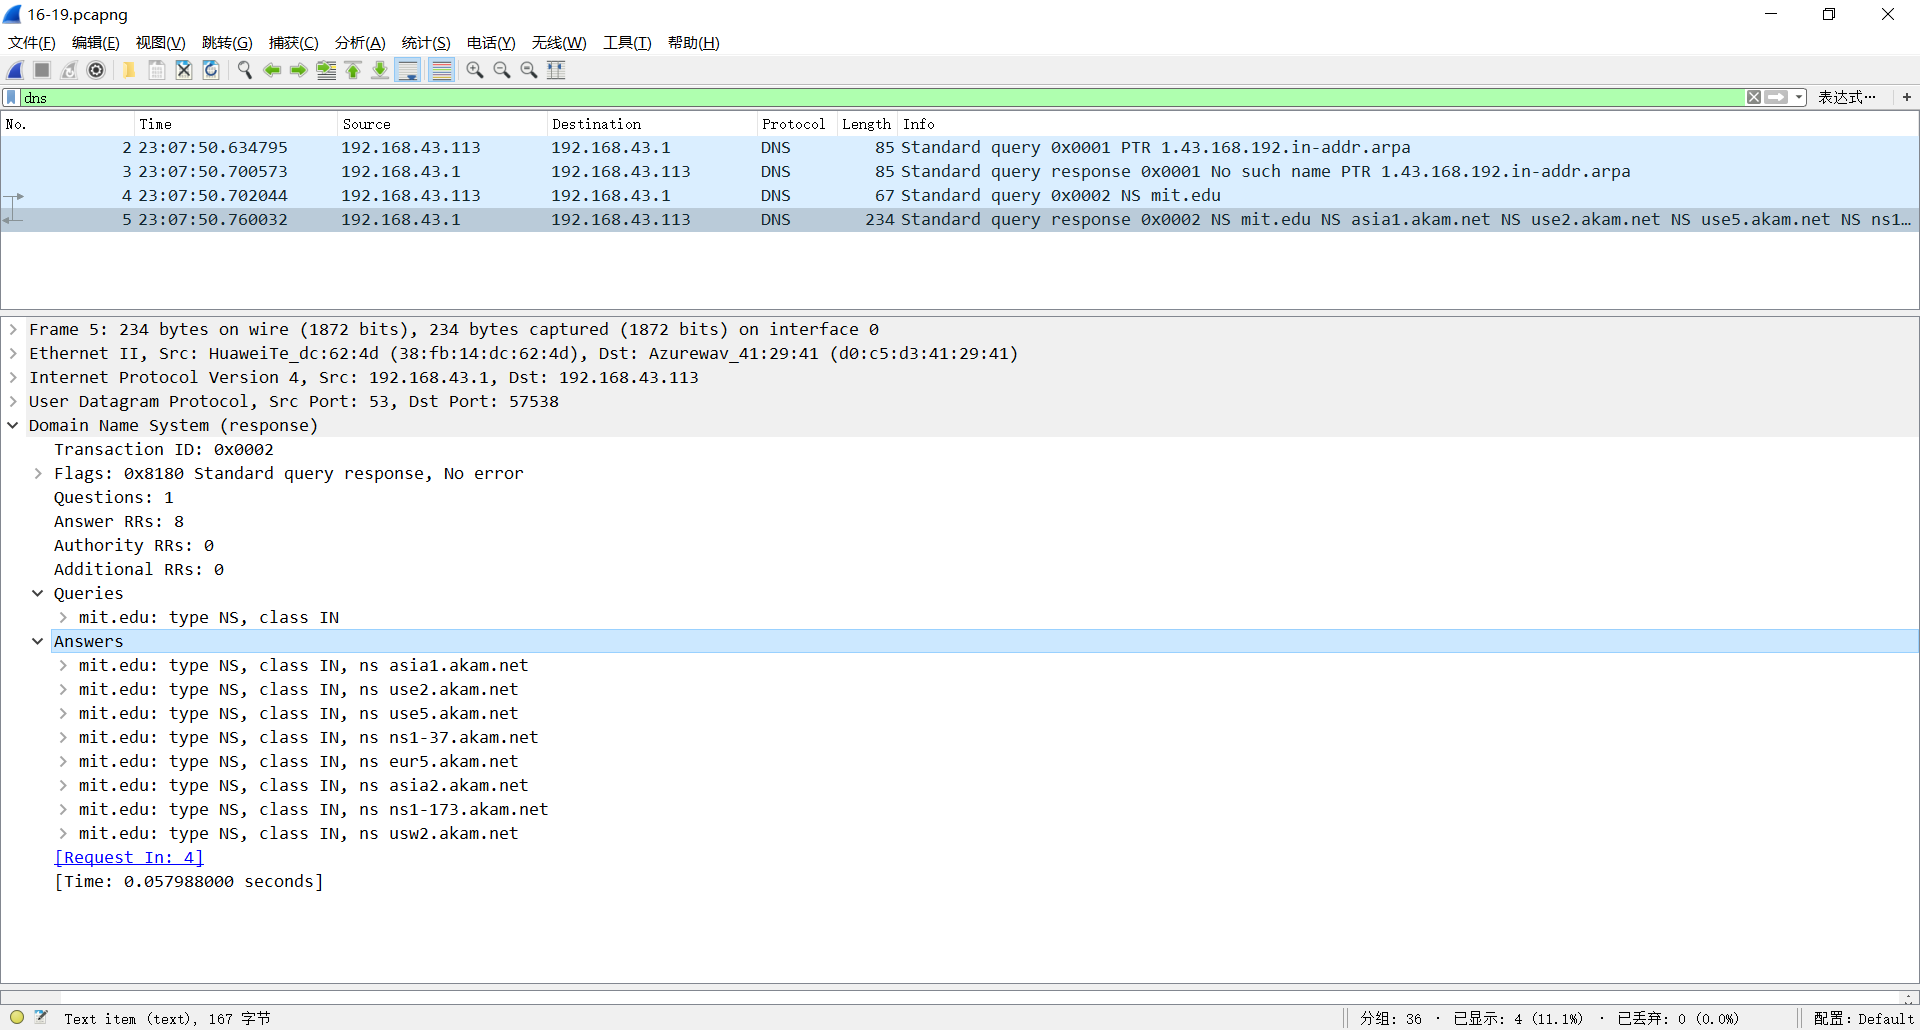 16-19.pcapng
文件(F) 编辑(E) 视图(V) 跳转(G) 捕获(C) 分析(A) 统计(S) 电话(Y) 无线(W) 工具(T) 帮助(H)
dns 表达式… +
No. Time Source Destination Protocol Length Info
2 23:07:50.634795 192.168.43.113 192.168.43.1 DNS 85 Standard query 0x0001 PTR 1.43.168.192.in-addr.arpa
3 23:07:50.700573 192.168.43.1 192.168.43.113 DNS 85 Standard query response 0x0001 No such name PTR 1.43.168.192.in-addr.arpa
4 23:07:50.702044 192.168.43.113 192.168.43.1 DNS 67 Standard query 0x0002 NS mit.edu
5 23:07:50.760032 192.168.43.1 192.168.43.113 DNS 234 Standard query response 0x0002 NS mit.edu NS asia1.akam.net NS use2.akam.net NS use5.akam.net NS ns1…
Frame 5: 234 bytes on wire (1872 bits), 234 bytes captured (1872 bits) on interface 0
Ethernet II, Src: HuaweiTe_dc:62:4d (38:fb:14:dc:62:4d), Dst: Azurewav_41:29:41 (d0:c5:d3:41:29:41)
Internet Protocol Version 4, Src: 192.168.43.1, Dst: 192.168.43.113
User Datagram Protocol, Src Port: 53, Dst Port: 57538
Domain Name System (response)
Transaction ID: 0x0002
Flags: 0x8180 Standard query response, No error
Questions: 1
Answer RRs: 8
Authority RRs: 0
Additional RRs: 0
Queries
mit.edu: type NS, class IN
Answers
mit.edu: type NS, class IN, ns asia1.akam.net
mit.edu: type NS, class IN, ns use2.akam.net
mit.edu: type NS, class IN, ns use5.akam.net
mit.edu: type NS, class IN, ns ns1-37.akam.net
mit.edu: type NS, class IN, ns eur5.akam.net
mit.edu: type NS, class IN, ns asia2.akam.net
mit.edu: type NS, class IN, ns ns1-173.akam.net
mit.edu: type NS, class IN, ns usw2.akam.net
[Request In: 4]
[Time: 0.057988000 seconds]
Text item (text), 167 字节 分组: 36 · 已显示: 4 (11.1%) · 已丢弃: 0 (0.0%) 配置: Default